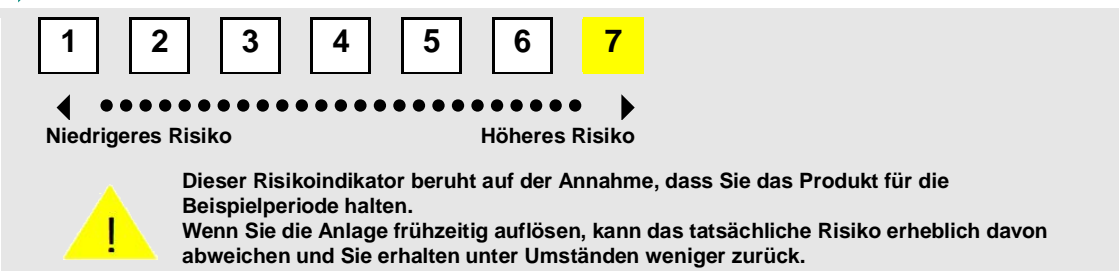 1 2 3 4 5 6 7
Niedrigeres Risiko Höheres Risiko
Dieser Risikoindikator beruht auf der Annahme, dass Sie das Produkt für die
Beispielperiode halten.
! Wenn Sie die Anlage frühzeitig auflösen, kann das tatsächliche Risiko erheblich davon
abweichen und Sie erhalten unter Umständen weniger zurück.